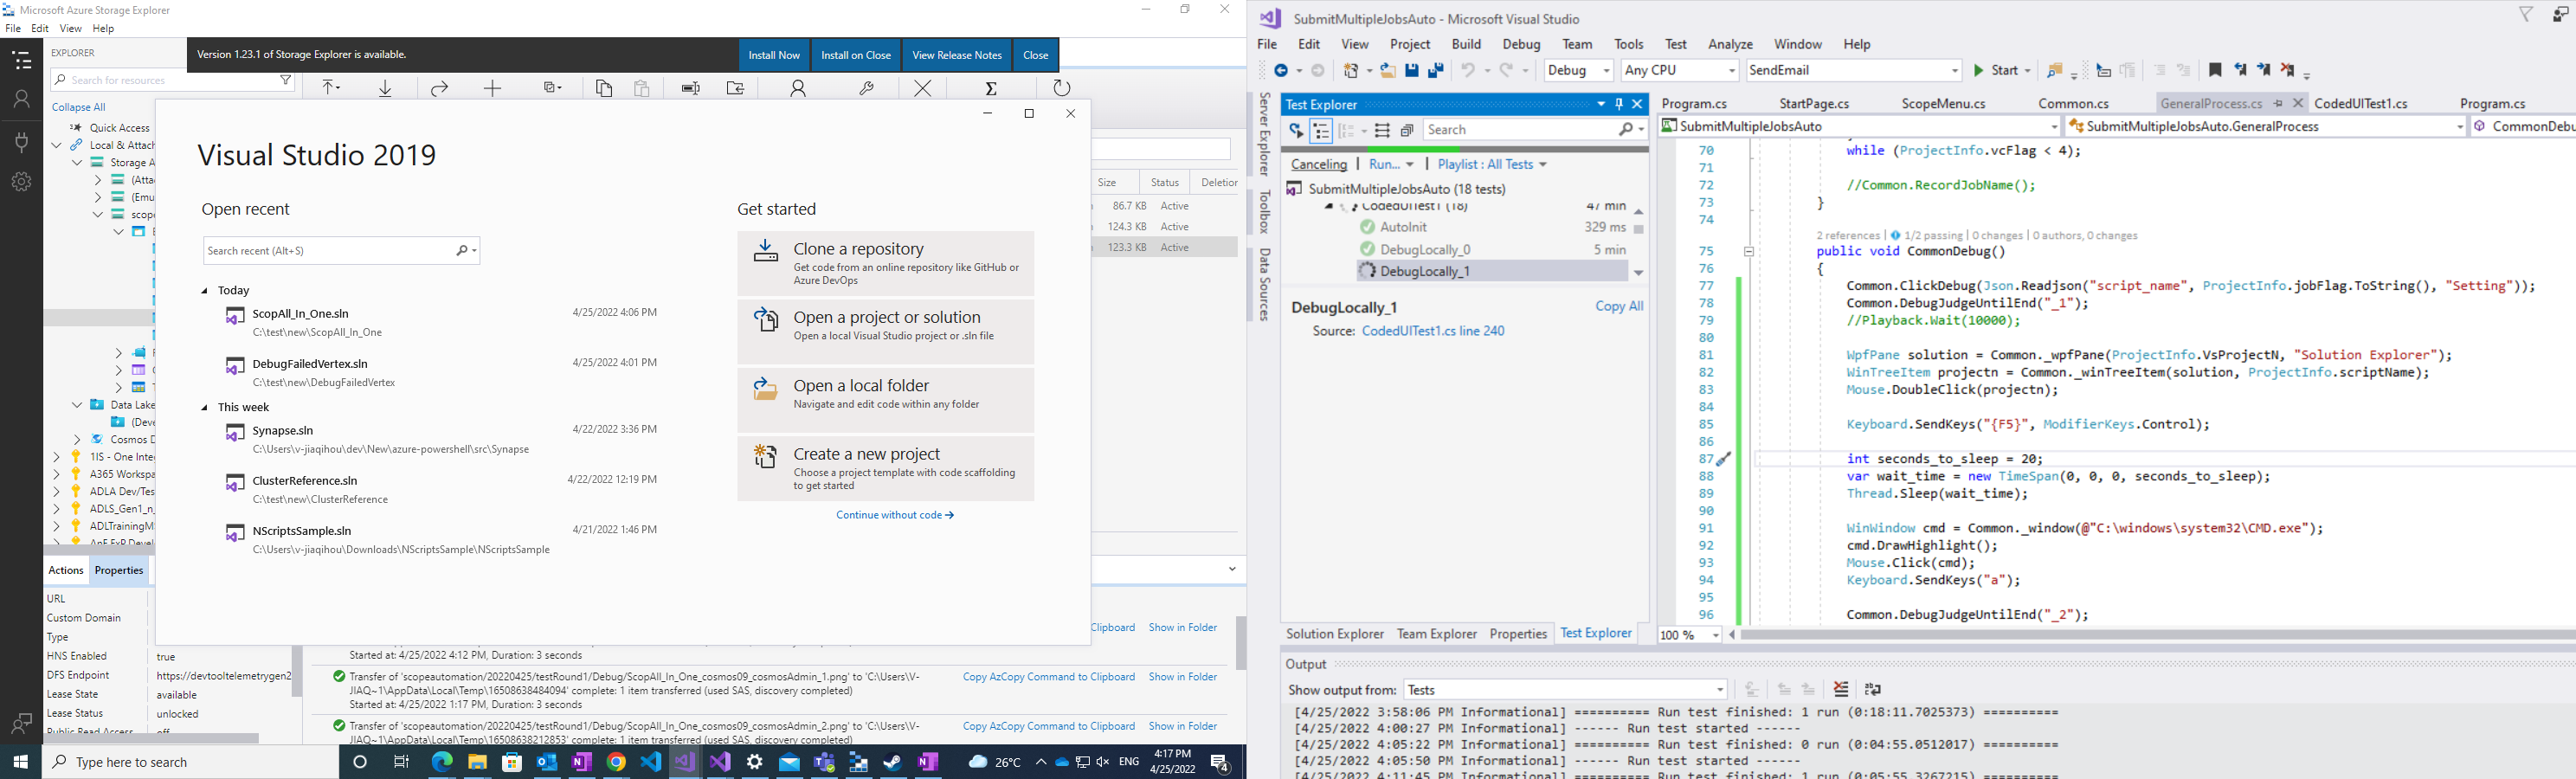 Microsoft Azure Storage Explorer
File Edit View Help
EXPLORER
Version 1.23.1 of Storage Explorer is available.
Install Now Install on Close View Release Notes Close
Search for resources
Collapse All
Quick Access
Local & Attach
Storage A
(Attac
(Emu
scope
Data Lake
(Deve
Cosmos D
1IS - One Inte
A365 Workspa
ADLA Dev/Tes
ADLS_Gen1_n
ADLTrainingM
Size Status Deletion
86.7 KB Active
124.3 KB Active
123.3 KB Active
Visual Studio 2019
Open recent
Search recent (Alt+S)
Today
ScopAll_In_One.sln 4/25/2022 4:06 PM
C:\test\new\ScopAll_In_One
DebugFailedVertex.sln 4/25/2022 4:01 PM
C:\test\new\DebugFailedVertex
This week
Synapse.sln 4/22/2022 3:36 PM
C:\Users\v-jiaqihou\dev\New\azure-powershell\src\Synapse
ClusterReference.sln 4/22/2022 12:19 PM
C:\test\new\ClusterReference
NScriptsSample.sln 4/21/2022 1:46 PM
C:\Users\v-jiaqihou\Downloads\NScriptsSample\NScriptsSample
Get started
Clone a repository
Get code from an online repository like GitHub or
Azure DevOps
Open a project or solution
Open a local Visual Studio project or .sln file
Open a local folder
Navigate and edit code within any folder
Create a new project
Choose a project template with code scaffolding
to get started
Continue without code →
Actions Properties
URL
Custom Domain
Type
HNS Enabled true
DFS Endpoint https://devtooltelemetrygen2
Lease State available
Lease Status unlocked
Public Read Access off
Clipboard Show in Folder
Started at: 4/25/2022 4:12 PM, Duration: 3 seconds
Transfer of 'scopeautomation/20220425/testRound1/Debug/ScopAll_In_One_cosmos09_cosmosAdmin_1.png' to 'C:\Users\V-
JIAQ~1\AppData\Local\Temp\16508638484094' complete: 1 item transferred (used SAS, discovery completed)
Started at: 4/25/2022 1:17 PM, Duration: 3 seconds
Copy AzCopy Command to Clipboard Show in Folder
Transfer of 'scopeautomation/20220425/testRound1/Debug/ScopAll_In_One_cosmos09_cosmosAdmin_2.png' to 'C:\Users\V-
JIAQ~1\AppData\Local\Temp\16508638212853' complete: 1 item transferred (used SAS, discovery completed)
Copy AzCopy Command to Clipboard Show in Folder
Type here to search
26°C ENG 4:17 PM
4/25/2022 4
SubmitMultipleJobsAuto - Microsoft Visual Studio
File Edit View Project Build Debug Team Tools Test Analyze Window Help
Debug Any CPU SendEmail Start
Server Explorer
Toolbox
Data Sources
Test Explorer
Search
Canceling | Run... | Playlist : All Tests
SubmitMultipleJobsAuto (18 tests)
CodedUITest1 (18) 47 min
AutoInit 329 ms
DebugLocally_0 5 min
DebugLocally_1
DebugLocally_1 Copy All
Source: CodedUITest1.cs line 240
Solution Explorer Team Explorer Properties Test Explorer
Program.cs StartPage.cs ScopeMenu.cs Common.cs GeneralProcess.cs CodedUITest1.cs Program.cs
SubmitMultipleJobsAuto SubmitMultipleJobsAuto.GeneralProcess CommonDebu
70 while (ProjectInfo.vcFlag < 4);
71
72 //Common.RecordJobName();
73 }
74
2 references | 1/2 passing | 0 changes | 0 authors, 0 changes
75 public void CommonDebug()
76 {
77 Common.ClickDebug(Json.Readjson("script_name", ProjectInfo.jobFlag.ToString(), "Setting"));
78 Common.DebugJudgeUntilEnd("_1");
79 //Playback.Wait(10000);
80
81 WpfPane solution = Common._wpfPane(ProjectInfo.VsProjectN, "Solution Explorer");
82 WinTreeItem projectn = Common._winTreeItem(solution, ProjectInfo.scriptName);
83 Mouse.DoubleClick(projectn);
84
85 Keyboard.SendKeys("{F5}", ModifierKeys.Control);
86
87 int seconds_to_sleep = 20;
88 var wait_time = new TimeSpan(0, 0, 0, seconds_to_sleep);
89 Thread.Sleep(wait_time);
90
91 WinWindow cmd = Common._window(@"C:\windows\system32\CMD.exe");
92 cmd.DrawHighlight();
93 Mouse.Click(cmd);
94 Keyboard.SendKeys("a");
95
96 Common.DebugJudgeUntilEnd("_2");
100 %
Output
Show output from: Tests
[4/25/2022 3:58:06 PM Informational] ========== Run test finished: 1 run (0:18:11.7025373) ==========
[4/25/2022 4:00:27 PM Informational] ------ Run test started ------
[4/25/2022 4:05:22 PM Informational] ========== Run test finished: 0 run (0:04:55.0512017) ==========
[4/25/2022 4:05:50 PM Informational] ------ Run test started ------
[4/25/2022 4:11:45 PM Informational] ========== Run test finished: 1 run (0:05:55.3267215) ==========